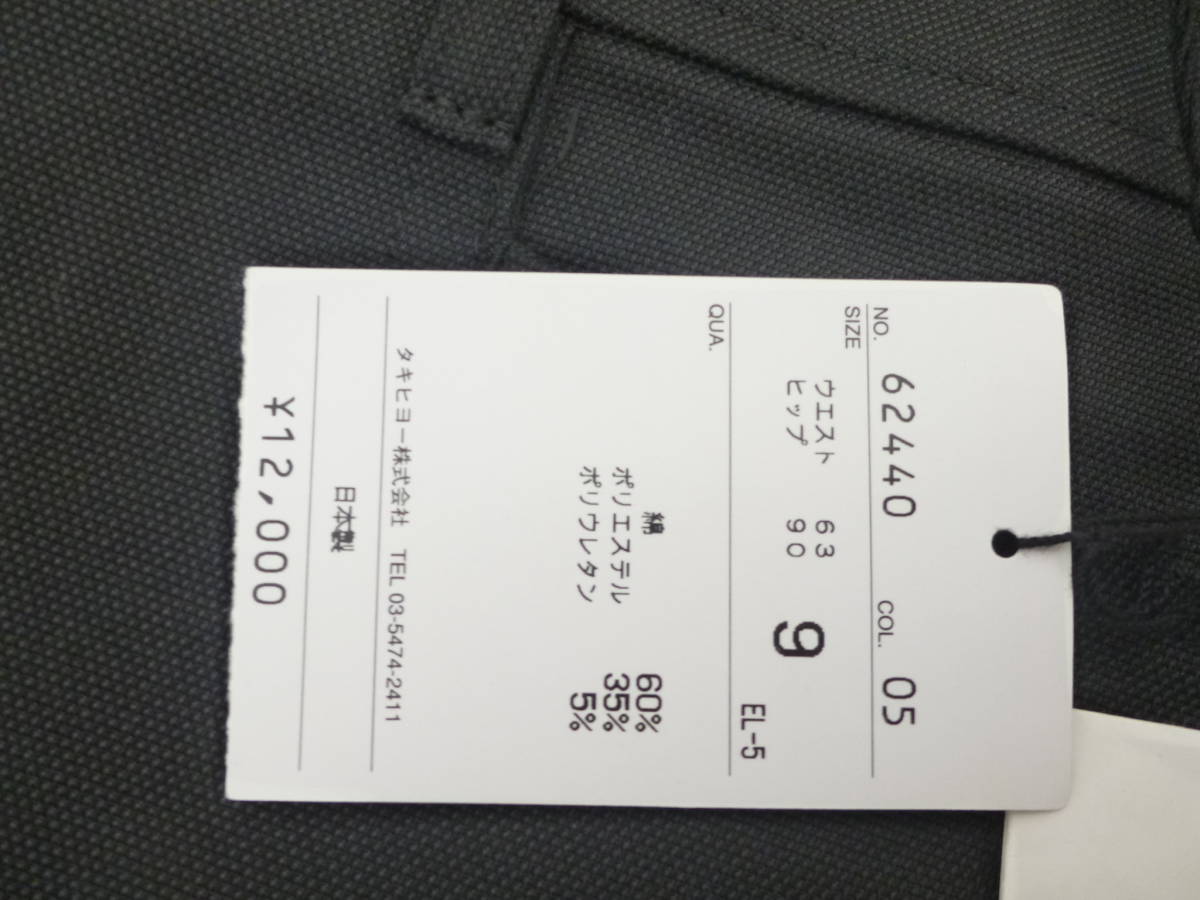 NO. 62440 COL. 05
SIZE
ウエスト 63
ヒップ 90
9
EL-5
QUA.
綿 60%
ポリエステル 35%
ポリウレタン 5%
タキヒヨー株式会社 TEL 03-5474-2411
日本製
¥12,000